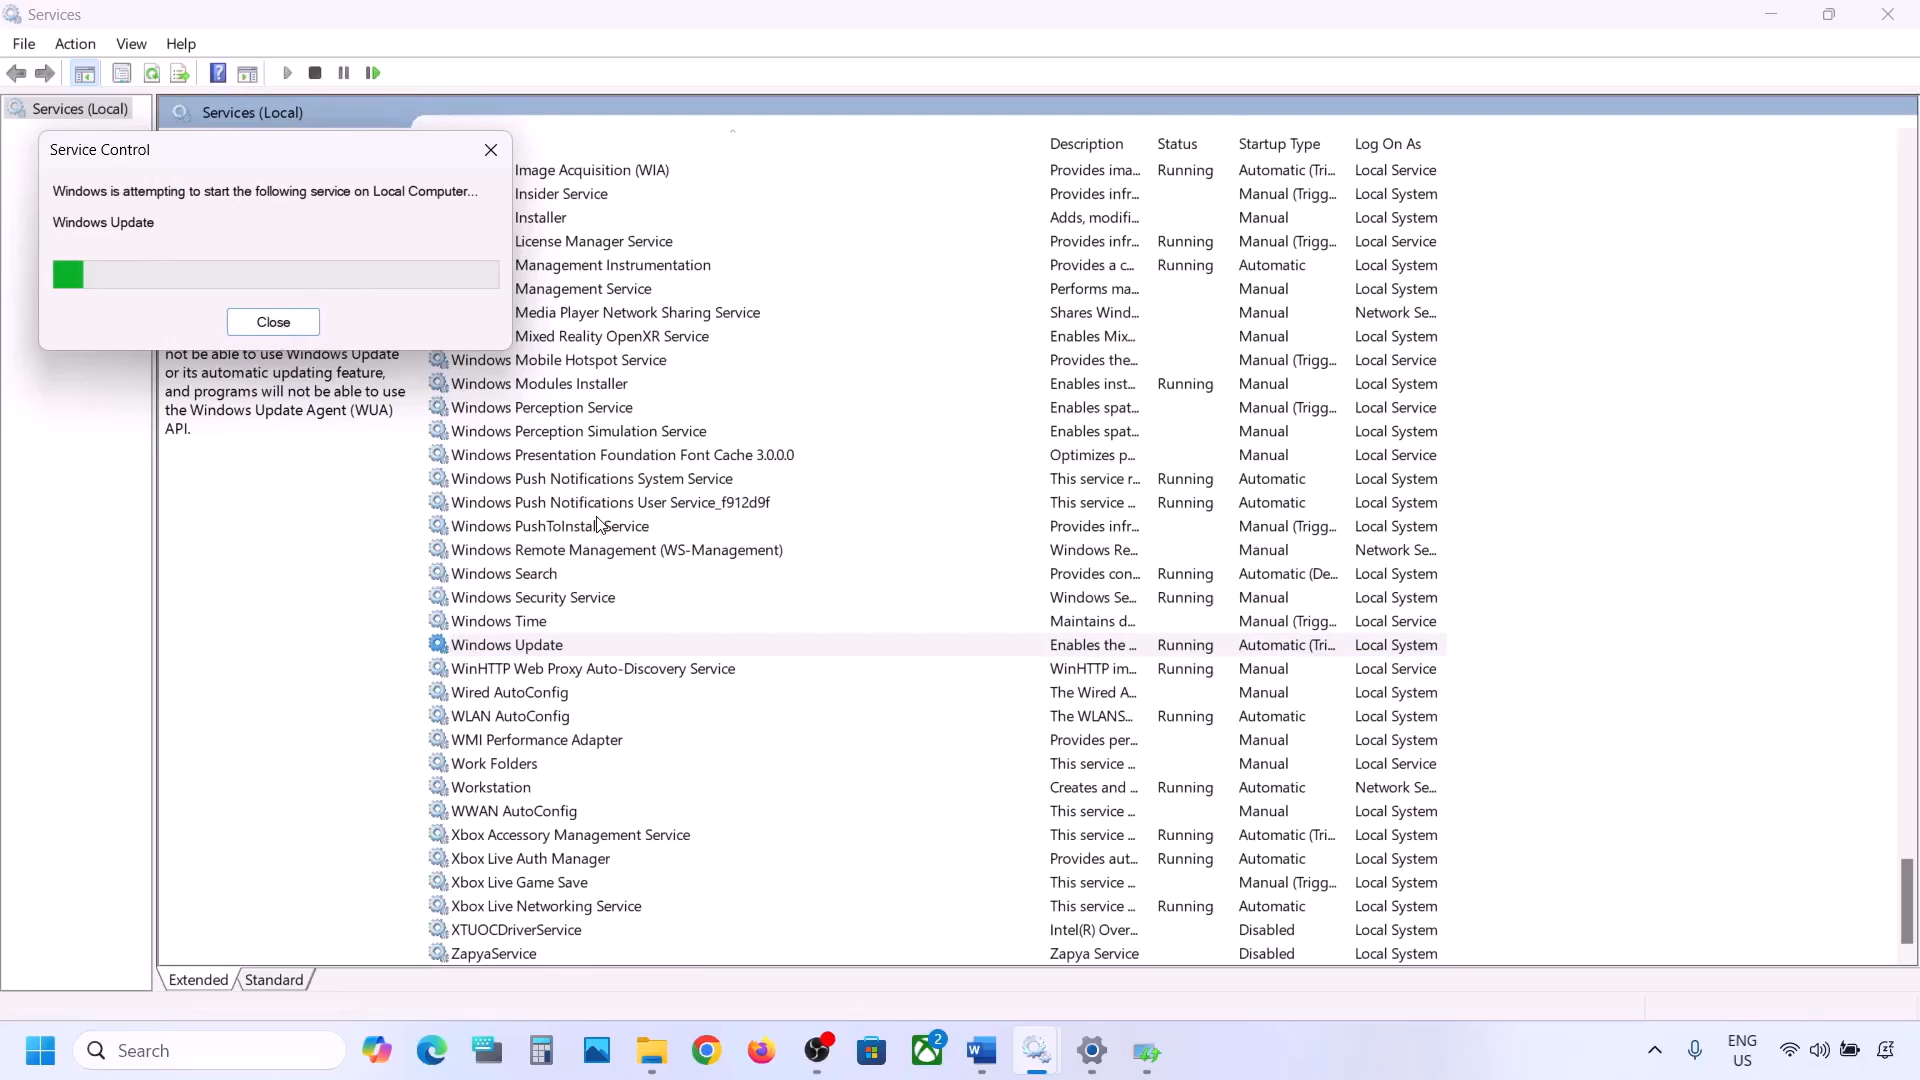 Services
File Action View Help
Services (Local)
Services (Local)
Service Control
Windows is attempting to start the following service on Local Computer...
Windows Update
Close
not be able to use Windows Update
or its automatic updating feature,
and programs will not be able to use
the Windows Update Agent (WUA)
API.
Description Status Startup Type Log On As
Image Acquisition (WIA) Provides ima... Running Automatic (Tri... Local Service
Insider Service Provides infr... Manual (Trigg... Local System
Installer Adds, modifi... Manual Local System
License Manager Service Provides infr... Running Manual (Trigg... Local Service
Management Instrumentation Provides a c... Running Automatic Local System
Management Service Performs ma... Manual Local System
Media Player Network Sharing Service Shares Wind... Manual Network Se...
Mixed Reality OpenXR Service Enables Mix... Manual Local System
Windows Mobile Hotspot Service Provides the... Manual (Trigg... Local Service
Windows Modules Installer Enables inst... Running Manual Local System
Windows Perception Service Enables spat... Manual (Trigg... Local Service
Windows Perception Simulation Service Enables spat... Manual Local System
Windows Presentation Foundation Font Cache 3.0.0.0 Optimizes p... Manual Local Service
Windows Push Notifications System Service This service r... Running Automatic Local System
Windows Push Notifications User Service_f912d9f This service ... Running Automatic Local System
Windows PushToInstall Service Provides infr... Manual (Trigg... Local System
Windows Remote Management (WS-Management) Windows Re... Manual Network Se...
Windows Search Provides con... Running Automatic (De... Local System
Windows Security Service Windows Se... Running Manual Local System
Windows Time Maintains d... Manual (Trigg... Local Service
Windows Update Enables the ... Running Automatic (Tri... Local System
WinHTTP Web Proxy Auto-Discovery Service WinHTTP im... Running Manual Local Service
Wired AutoConfig The Wired A... Manual Local System
WLAN AutoConfig The WLANS... Running Automatic Local System
WMI Performance Adapter Provides per... Manual Local System
Work Folders This service ... Manual Local Service
Workstation Creates and ... Running Automatic Network Se...
WWAN AutoConfig This service ... Manual Local System
Xbox Accessory Management Service This service ... Running Automatic (Tri... Local System
Xbox Live Auth Manager Provides aut... Running Automatic Local System
Xbox Live Game Save This service ... Manual (Trigg... Local System
Xbox Live Networking Service This service ... Running Automatic Local System
XTUOCDriverService Intel(R) Over... Disabled Local System
ZapyaService Zapya Service Disabled Local System
Extended Standard
Search
2
ENG
US